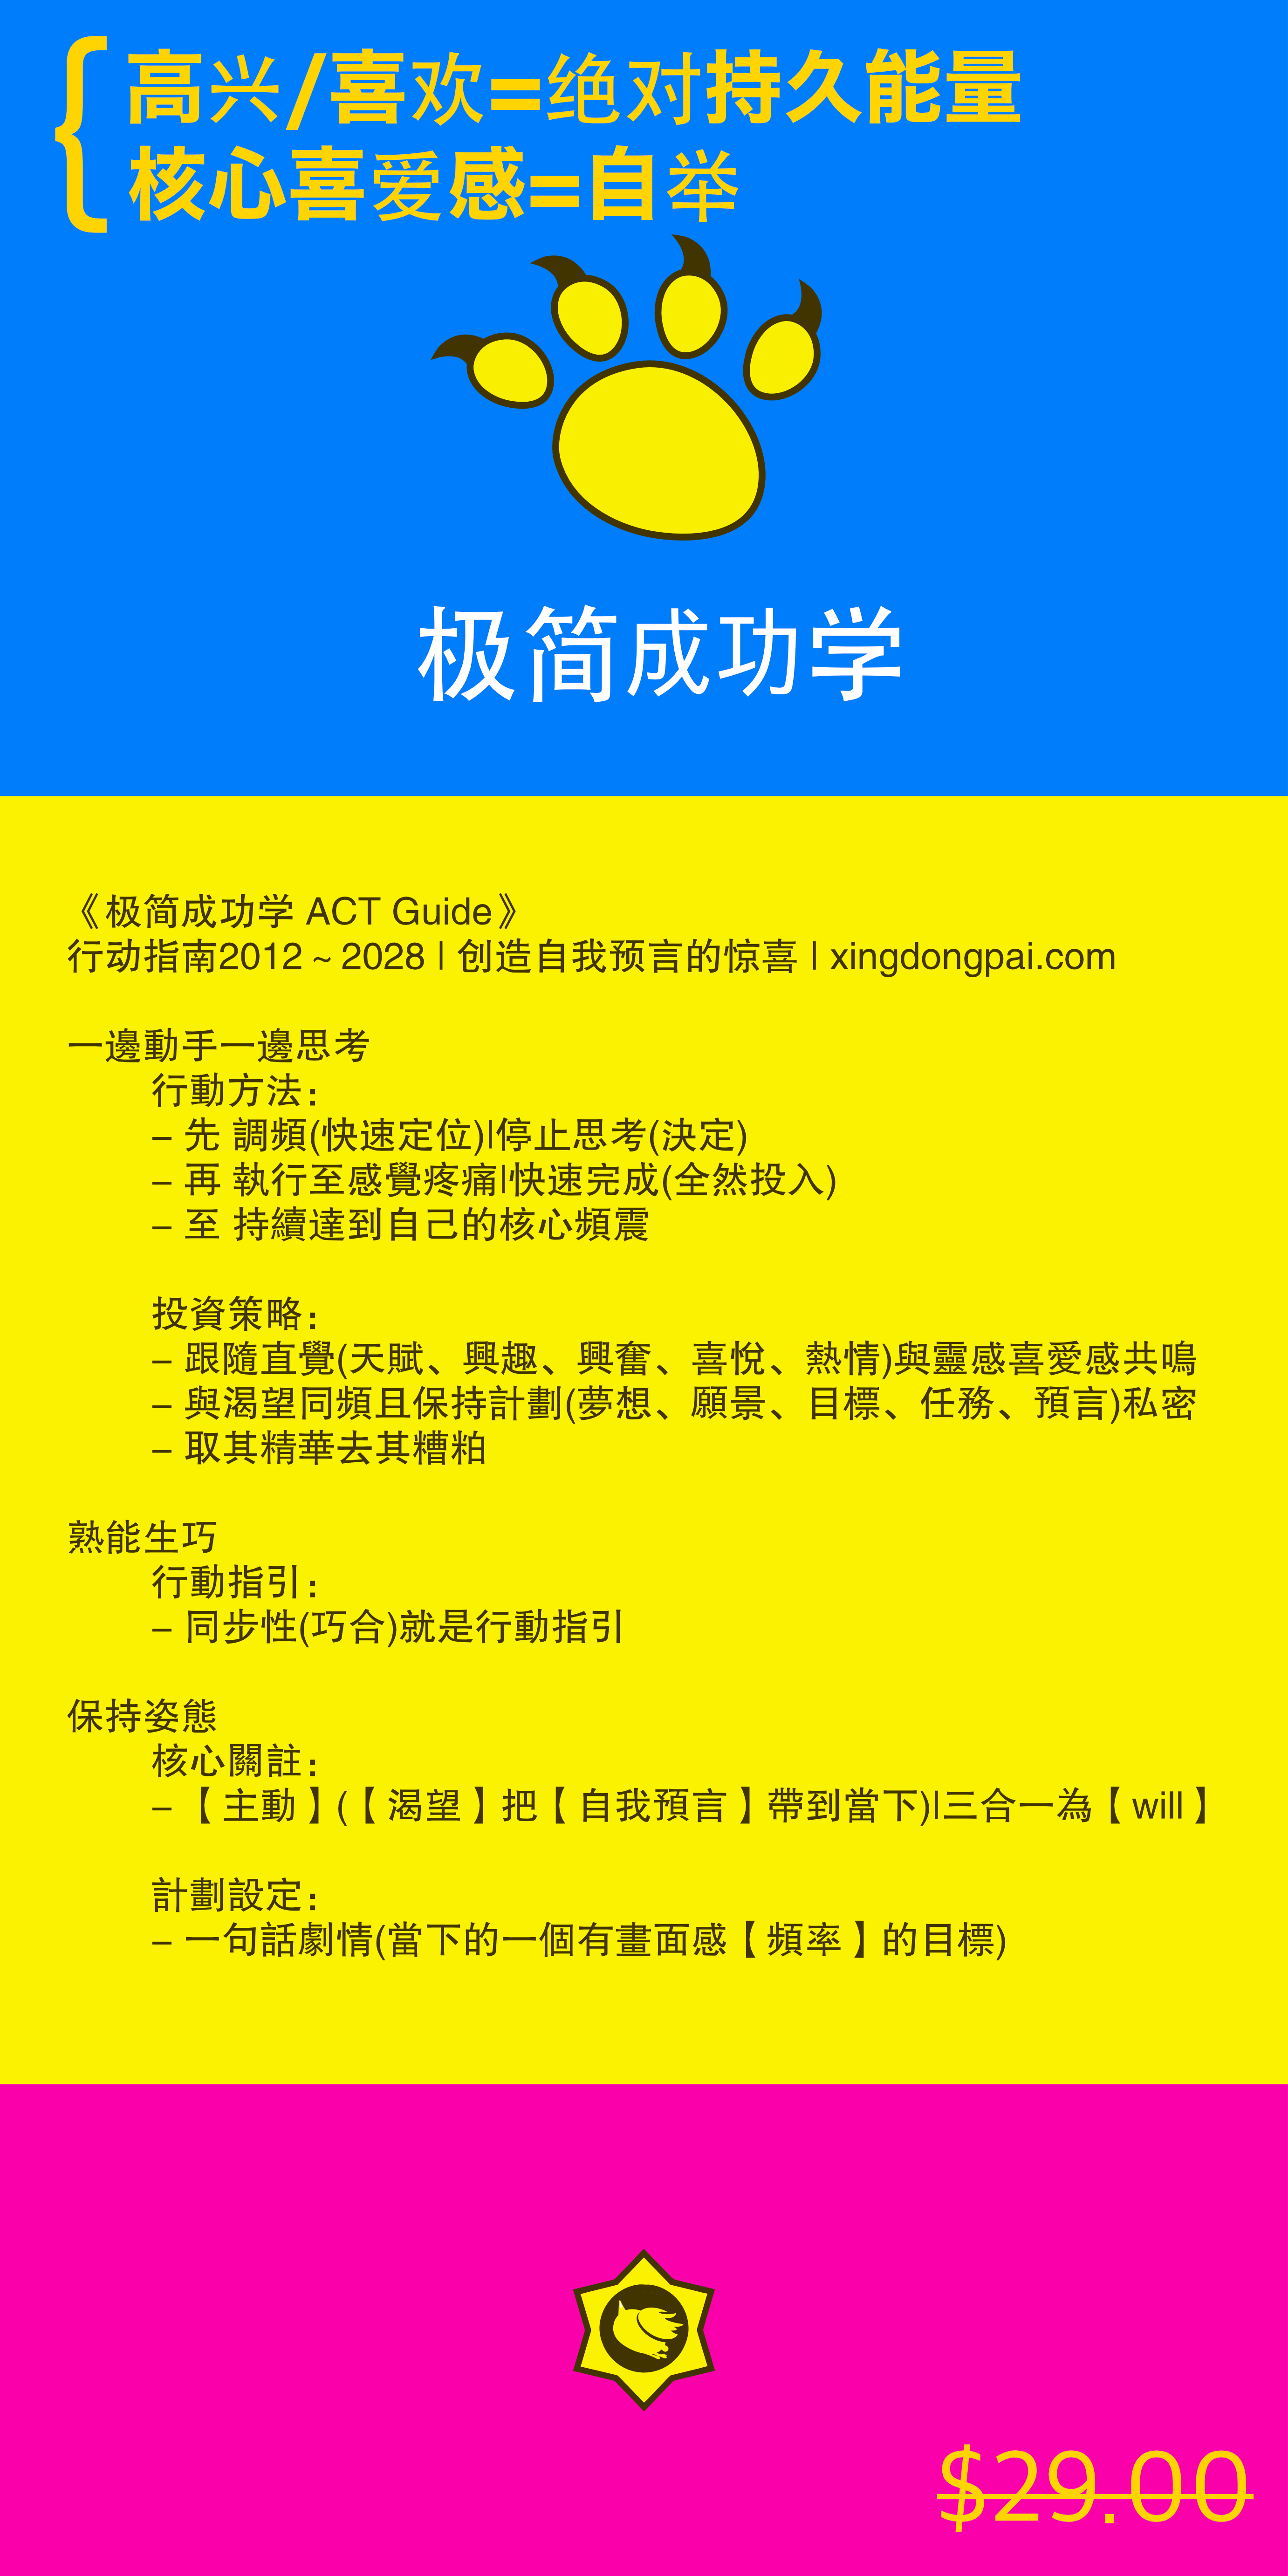 高兴/喜欢=绝对持久能量
核心喜爱感=自举
极简成功学
《极简成功学 ACT Guide》
行动指南2012 ~ 2028 | 创造自我预言的惊喜 | xingdongpai.com
一邊動手一邊思考
行動方法：
– 先 調頻(快速定位)|停止思考(決定)
– 再 執行至感覺疼痛|快速完成(全然投入)
– 至 持續達到自己的核心頻震
投資策略：
– 跟隨直覺(天賦、興趣、興奮、喜悅、熱情)與靈感喜愛感共鳴
– 與渴望同頻且保持計劃(夢想、願景、目標、任務、預言)私密
– 取其精華去其糟粕
熟能生巧
行動指引：
– 同步性(巧合)就是行動指引
保持姿態
核心關註：
– 【主動】(【渴望】把【自我預言】帶到當下)|三合一為【will】
計劃設定：
– 一句話劇情(當下的一個有畫面感【頻率】的目標)
$29.00